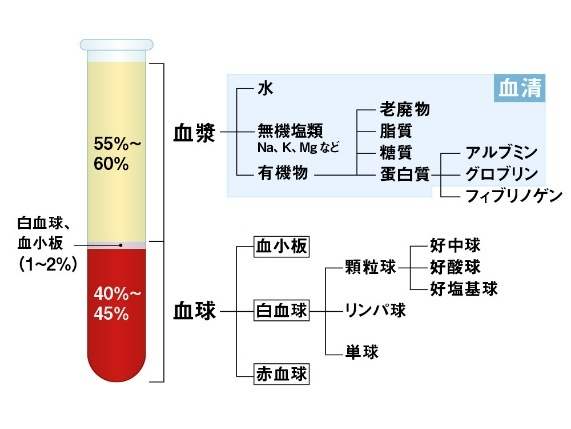 血清
55%~
60%
白血球、
血小板
(1~2%)
40%~
45%
血漿
水
無機塩類
Na、K、Mgなど
有機物
老廃物
脂質
糖質
蛋白質
アルブミン
グロブリン
フィブリノゲン
血球
血小板
白血球
赤血球
顆粒球
リンパ球
単球
好中球
好酸球
好塩基球